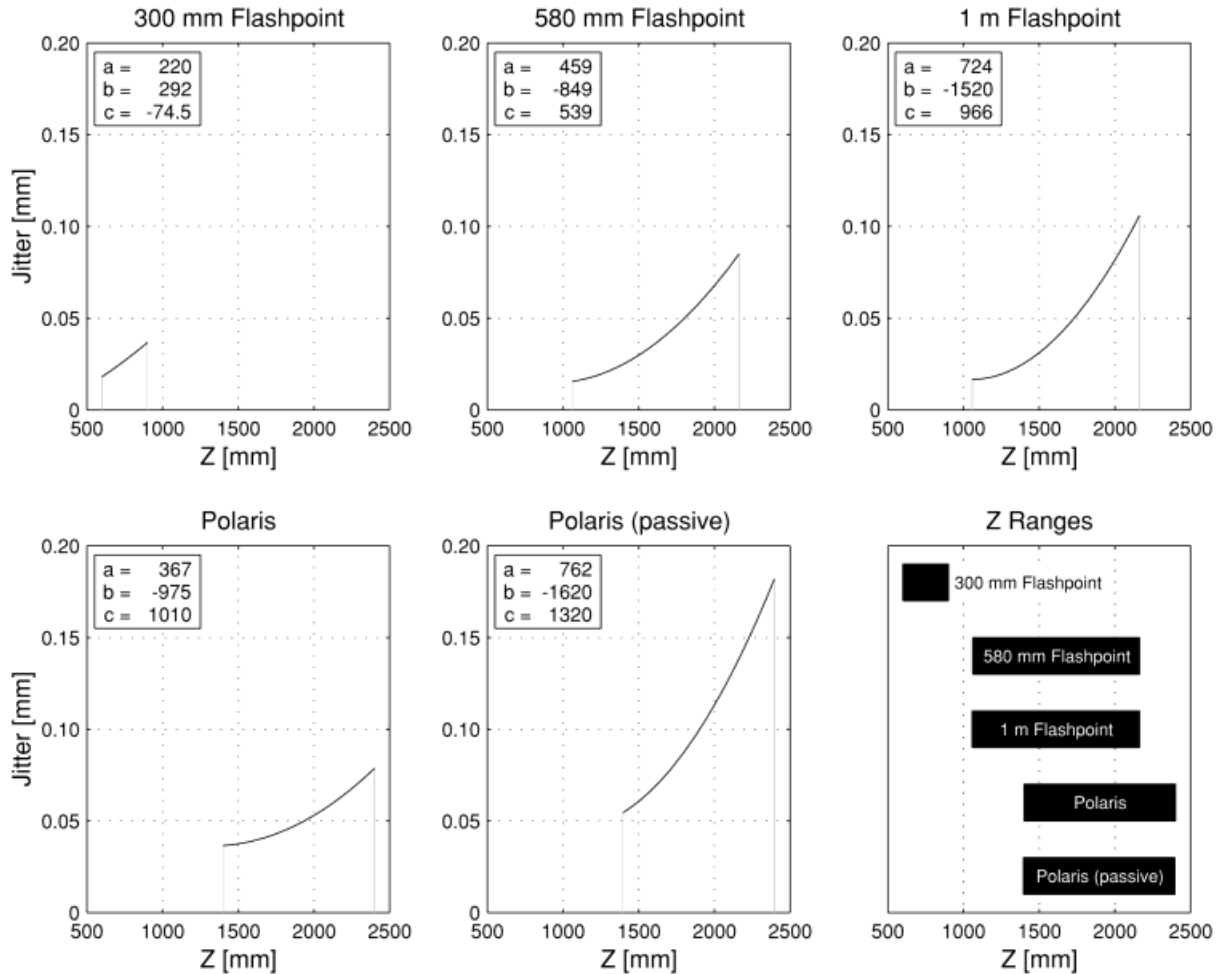 300 mm Flashpoint
580 mm Flashpoint
1 m Flashpoint
0.20
0.15
0.10
0.05
0
Jitter [mm]
a = 220
b = 292
c = -74.5
500 1000 1500 2000 2500
Z [mm]
0.20
0.15
0.10
0.05
0
a = 459
b = -849
c = 539
500 1000 1500 2000 2500
Z [mm]
0.20
0.15
0.10
0.05
0
a = 724
b = -1520
c = 966
500 1000 1500 2000 2500
Z [mm]
Polaris
Polaris (passive)
Z Ranges
0.20
0.15
0.10
0.05
0
Jitter [mm]
a = 367
b = -975
c = 1010
500 1000 1500 2000 2500
Z [mm]
0.20
0.15
0.10
0.05
0
a = 762
b = -1620
c = 1320
500 1000 1500 2000 2500
Z [mm]
300 mm Flashpoint
580 mm Flashpoint
1 m Flashpoint
Polaris
Polaris (passive)
500 1000 1500 2000 2500
Z [mm]